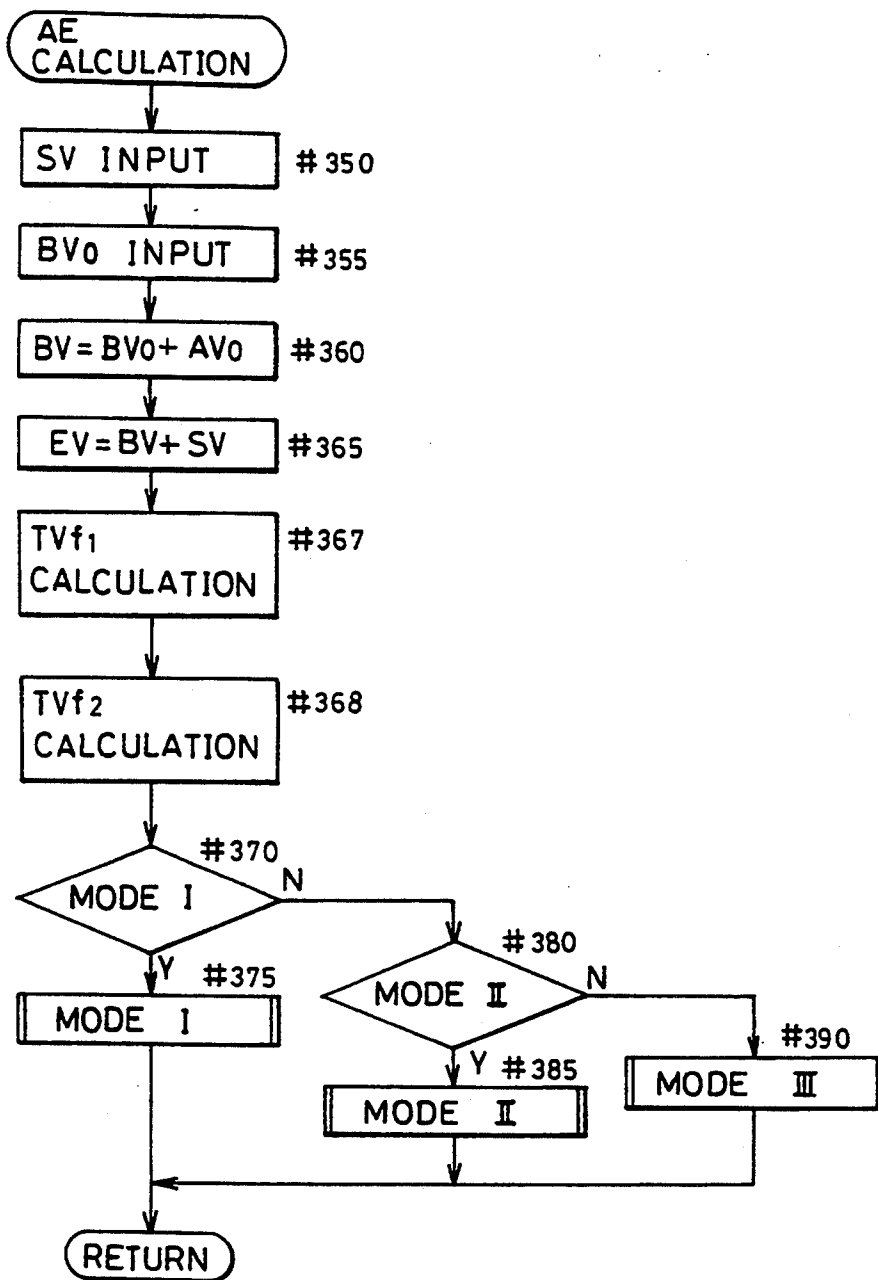 AE
CALCULATION
SV INPUT #350
BV0 INPUT #355
BV=BV0+AV0 #360
EV=BV+SV #365
TVf1 #367
CALCULATION
TVf2 #368
CALCULATION
#370
MODE I N
Y #375
MODE I
#380
MODE II N
Y #385
MODE II
#390
MODE III
RETURN